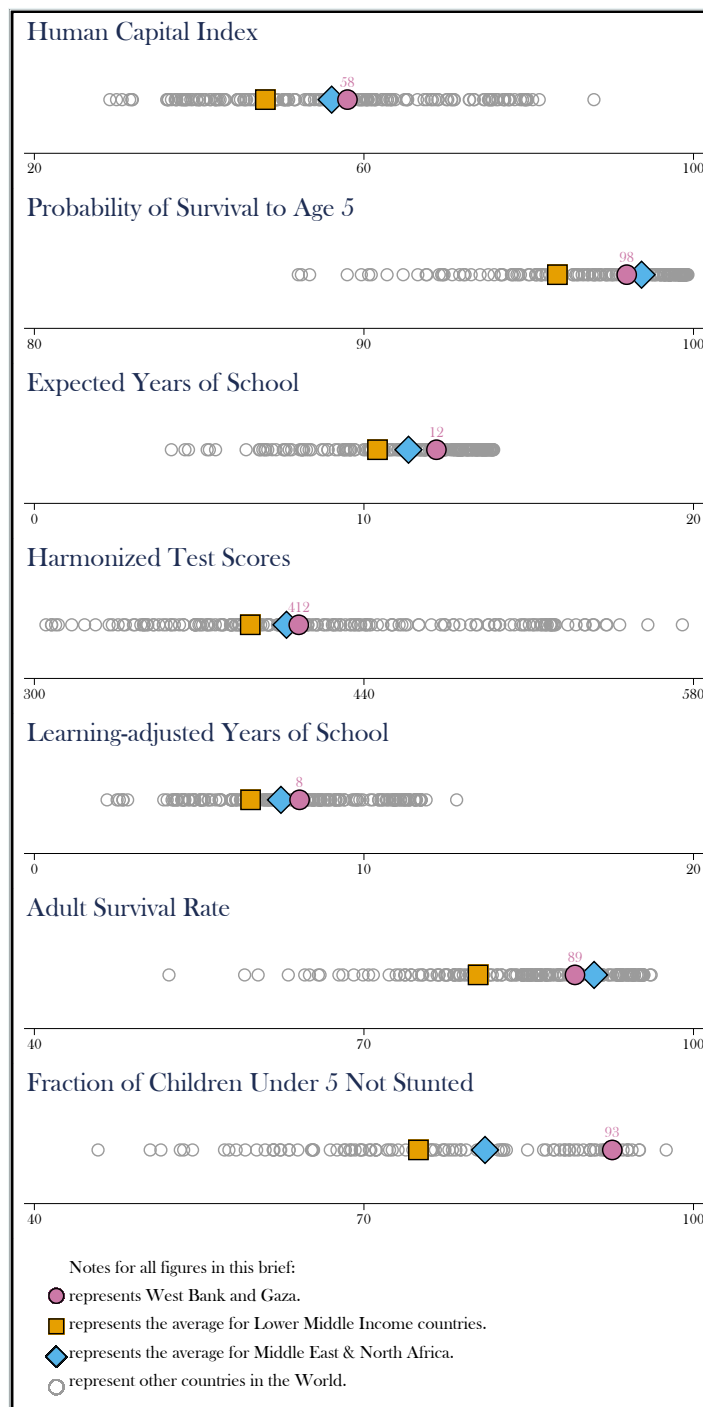 Human Capital Index
58
20 60 100
Probability of Survival to Age 5
98
80 90 100
Expected Years of School
12
0 10 20
Harmonized Test Scores
412
300 440 580
Learning-adjusted Years of School
8
0 10 20
Adult Survival Rate
89
40 70 100
Fraction of Children Under 5 Not Stunted
93
40 70 100
Notes for all figures in this brief:
represents West Bank and Gaza.
represents the average for Lower Middle Income countries.
represents the average for Middle East & North Africa.
represent other countries in the World.